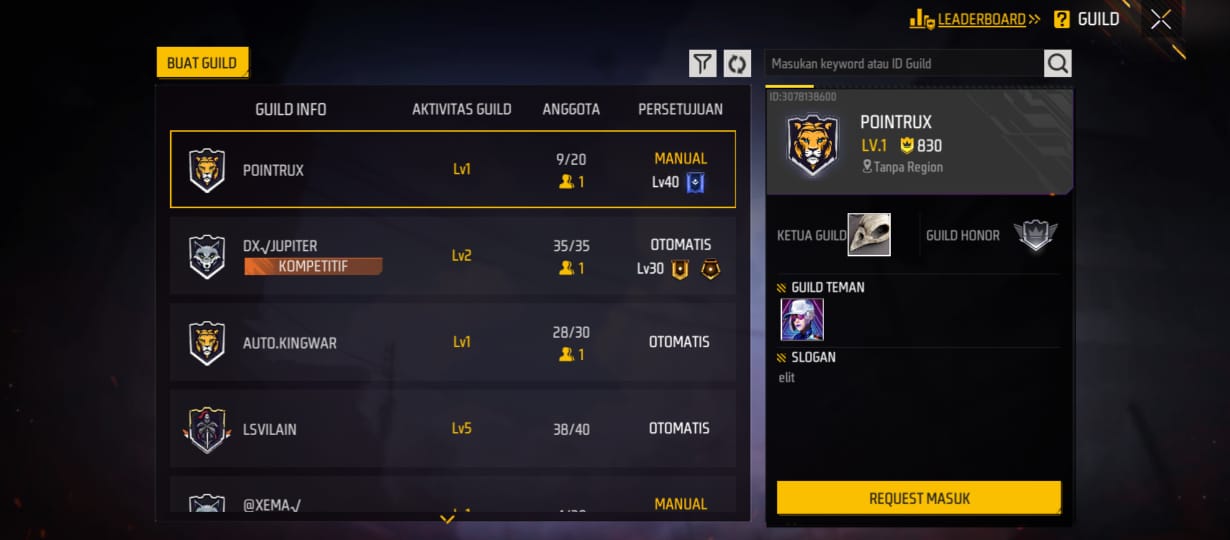 LEADERBOARD>>
? GUILD
BUAT GUILD
Masukan keyword atau ID Guild
GUILD INFO
AKTIVITAS GUILD
ANGGOTA
PERSETUJUAN
POINTRUX
Lv1
9/20
1
MANUAL
Lv40
DX√JUPITER
KOMPETITIF
Lv2
35/35
1
OTOMATIS
Lv30
AUTO.KINGWAR
Lv1
28/30
1
OTOMATIS
LSVILAIN
Lv5
38/40
OTOMATIS
@XEMA√
MANUAL
ID:3078138600
POINTRUX
LV.1 830
Tanpa Region
KETUA GUILD
GUILD HONOR
GUILD TEMAN
SLOGAN
elit
REQUEST MASUK